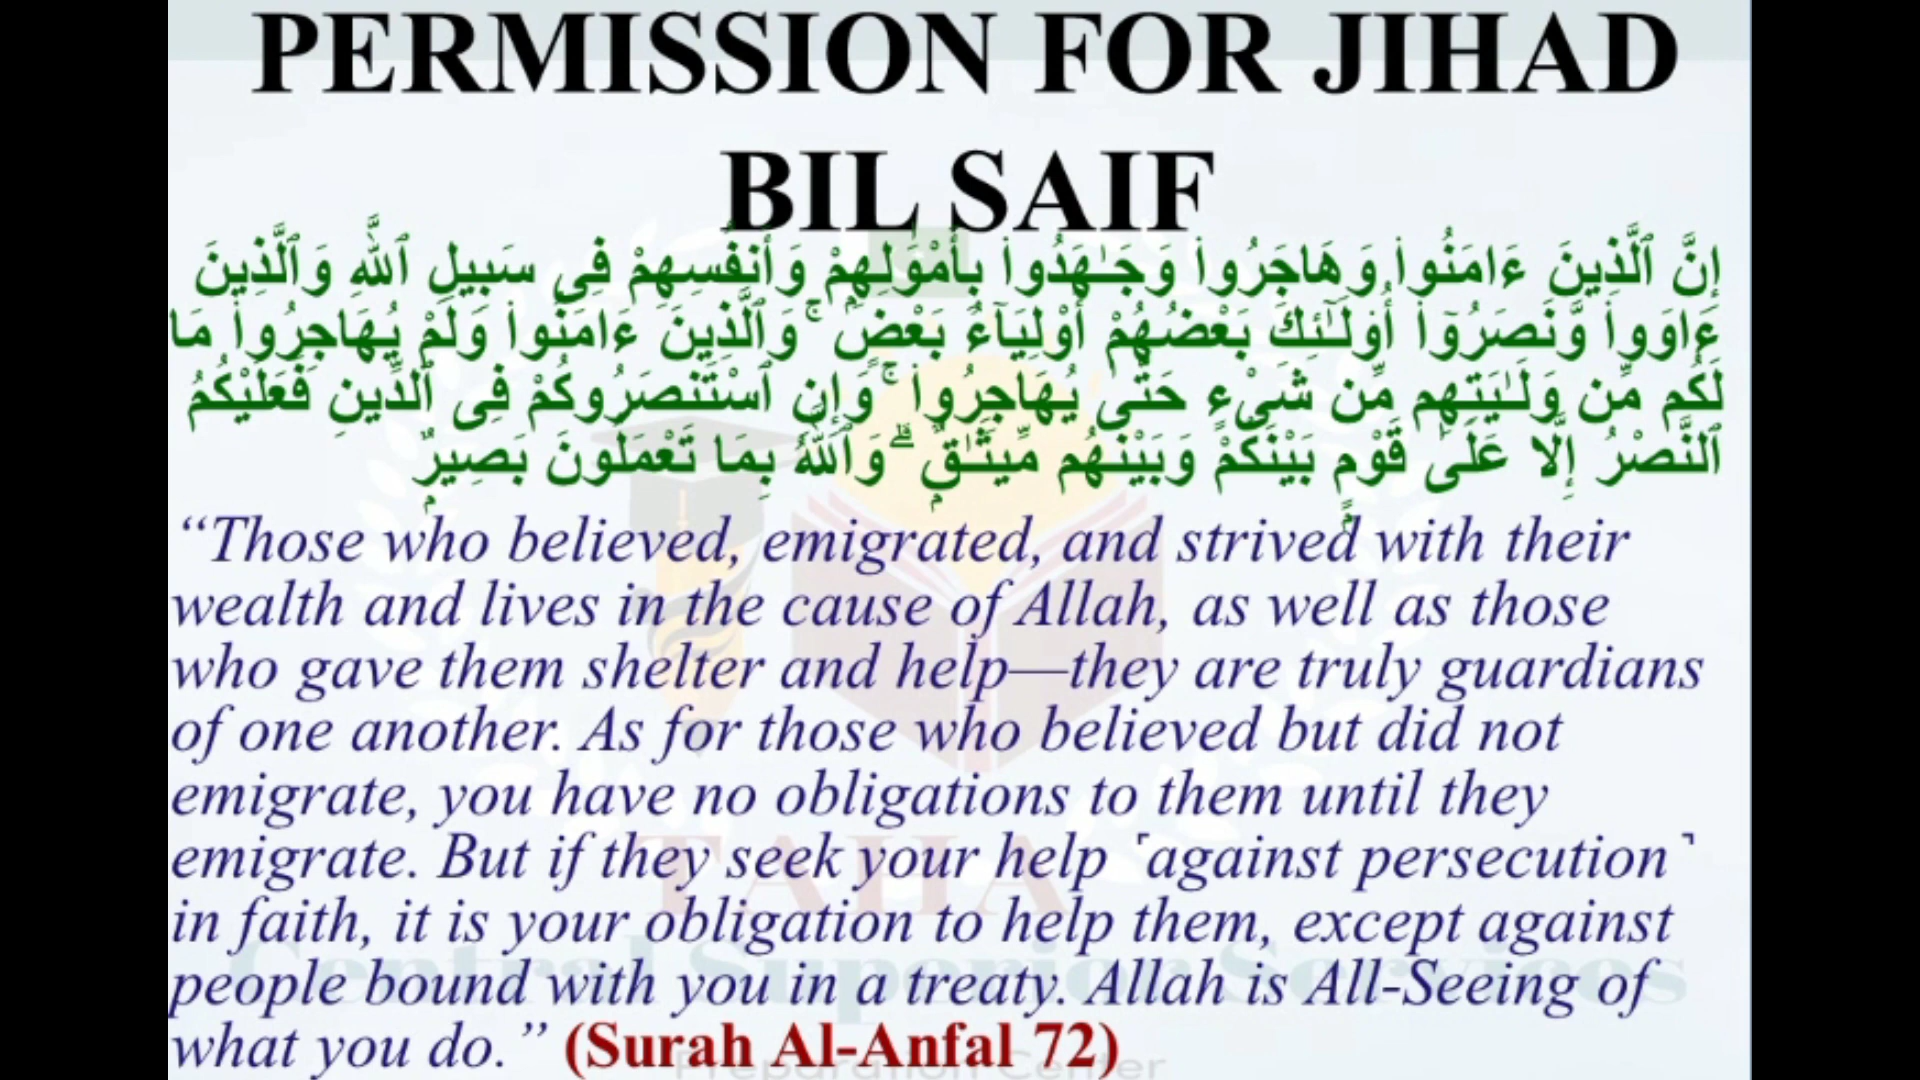 PERMISSION FOR JIHAD
BIL SAIF
إِنَّ ٱلَّذِينَ ءَامَنُوا۟ وَهَاجَرُوا۟ وَجَـٰهَدُوا۟ بِأَمْوَٰلِهِمْ وَأَنفُسِهِمْ فِى سَبِيلِ ٱللَّهِ وَٱلَّذِينَ
ءَاوَوا۟ وَّنَصَرُوٓا۟ أُو۟لَـٰٓئِكَ بَعْضُهُمْ أَوْلِيَآءُ بَعْضٍۢ ۚ وَٱلَّذِينَ ءَامَنُوا۟ وَلَمْ يُهَاجِرُوا۟ مَا
لَكُم مِّن وَلَـٰيَتِهِم مِّن شَىْءٍ حَتَّىٰ يُهَاجِرُوا۟ ۚ وَإِنِ ٱسْتَنصَرُوكُمْ فِى ٱلدِّينِ فَعَلَيْكُمُ
ٱلنَّصْرُ إِلَّا عَلَىٰ قَوْمٍۭ بَيْنَكُمْ وَبَيْنَهُم مِّيثَـٰقٌۭ ۗ وَٱللَّهُ بِمَا تَعْمَلُونَ بَصِيرٌۭ
“Those who believed, emigrated, and strived with their
wealth and lives in the cause of Allah, as well as those
who gave them shelter and help—they are truly guardians
of one another. As for those who believed but did not
emigrate, you have no obligations to them until they
emigrate. But if they seek your help ˹against persecution˺
in faith, it is your obligation to help them, except against
people bound with you in a treaty. Allah is All-Seeing of
what you do.” (Surah Al-Anfal 72)
TAHA
Central Superior Services
Preparation Center